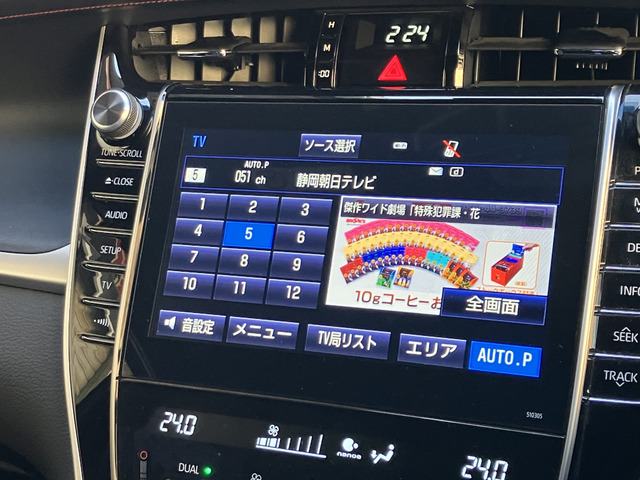 H
M
:00
2:24
TUNE•SCROLL
CLOSE
AUDIO
SETUP
TV
TV
ソース選択
Wi-Fi
AUTO.P
5 051 ch 静岡朝日テレビ
d
1 2 3
4 5 6
7 8 9
10 11 12
傑作ワイド劇場「特殊犯罪課・花
10gコーヒーお
全画面
音設定
メニュー
TV局リスト
エリア
AUTO.P
510305
INFO
SEEK
TRACK
24.0
DUAL
nanoe
24.0